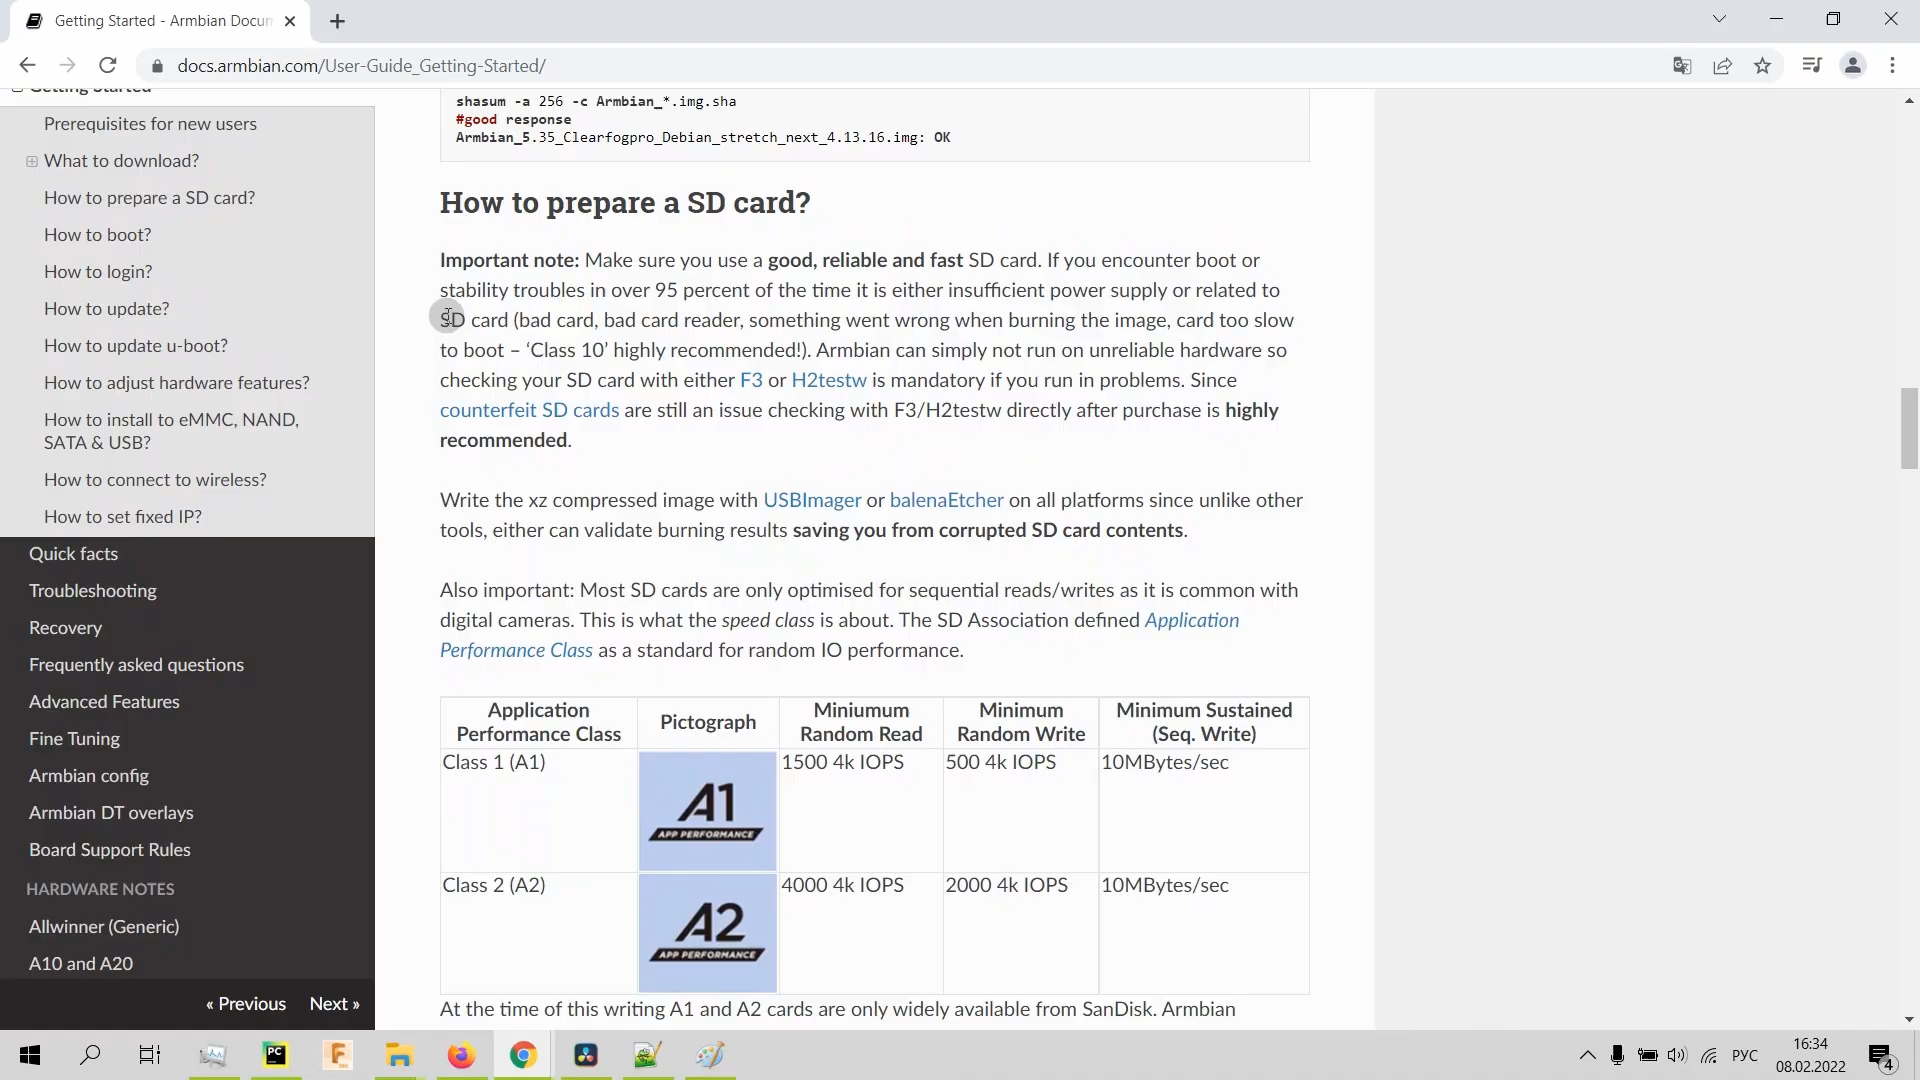 Getting Started - Armbian Docum
docs.armbian.com/User-Guide_Getting-Started/
Getting Started
Prerequisites for new users
What to download?
How to prepare a SD card?
How to boot?
How to login?
How to update?
How to update u-boot?
How to adjust hardware features?
How to install to eMMC, NAND,
SATA & USB?
How to connect to wireless?
How to set fixed IP?
Quick facts
Troubleshooting
Recovery
Frequently asked questions
Advanced Features
Fine Tuning
Armbian config
Armbian DT overlays
Board Support Rules
HARDWARE NOTES
Allwinner (Generic)
A10 and A20
« Previous Next »
shasum -a 256 -c Armbian_*.img.sha
#good response
Armbian_5.35_Clearfogpro_Debian_stretch_next_4.13.16.img: OK
How to prepare a SD card?
Important note: Make sure you use a good, reliable and fast SD card. If you encounter boot or
stability troubles in over 95 percent of the time it is either insufficient power supply or related to
SD card (bad card, bad card reader, something went wrong when burning the image, card too slow
to boot – ‘Class 10’ highly recommended!). Armbian can simply not run on unreliable hardware so
checking your SD card with either F3 or H2testw is mandatory if you run in problems. Since
counterfeit SD cards are still an issue checking with F3/H2testw directly after purchase is highly
recommended.
Write the xz compressed image with USBImager or balenaEtcher on all platforms since unlike other
tools, either can validate burning results saving you from corrupted SD card contents.
Also important: Most SD cards are only optimised for sequential reads/writes as it is common with
digital cameras. This is what the speed class is about. The SD Association defined Application
Performance Class as a standard for random IO performance.
Application Performance Class Pictograph Miniumum Random Read Minimum Random Write Minimum Sustained (Seq. Write)
Class 1 (A1) A1 APP PERFORMANCE 1500 4k IOPS 500 4k IOPS 10MBytes/sec
Class 2 (A2) A2 APP PERFORMANCE 4000 4k IOPS 2000 4k IOPS 10MBytes/sec
At the time of this writing A1 and A2 cards are only widely available from SanDisk. Armbian
PC
F
РУС
16:34
08.02.2022
4